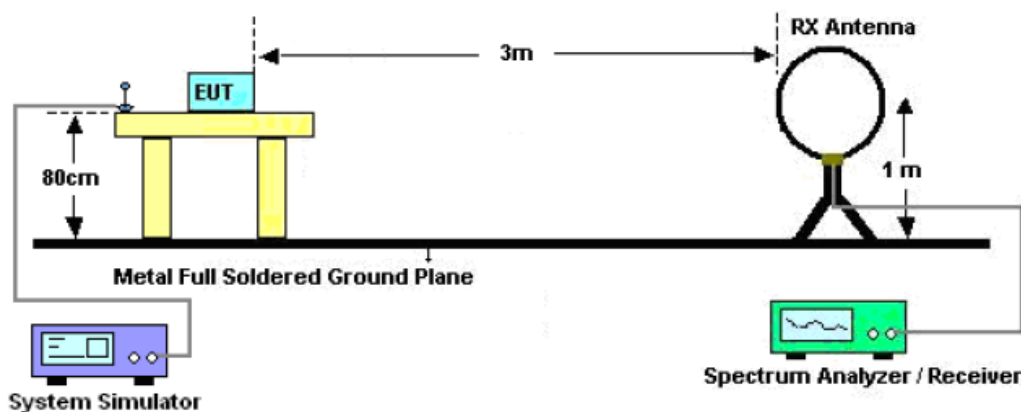 RX Antenna
3m
EUT
80cm
1 m
Metal Full Soldered Ground Plane
System Simulator
Spectrum Analyzer / Receiver